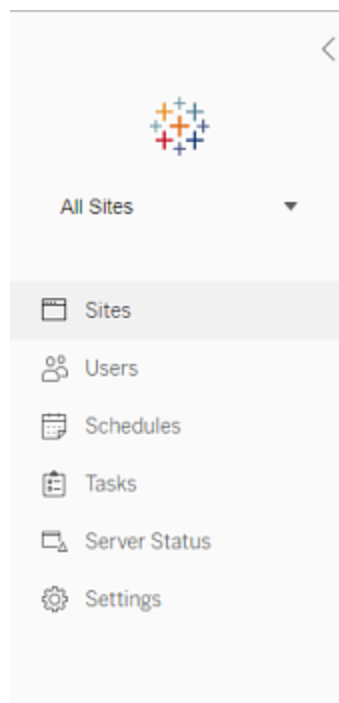 All Sites
Sites
Users
Schedules
Tasks
Server Status
Settings